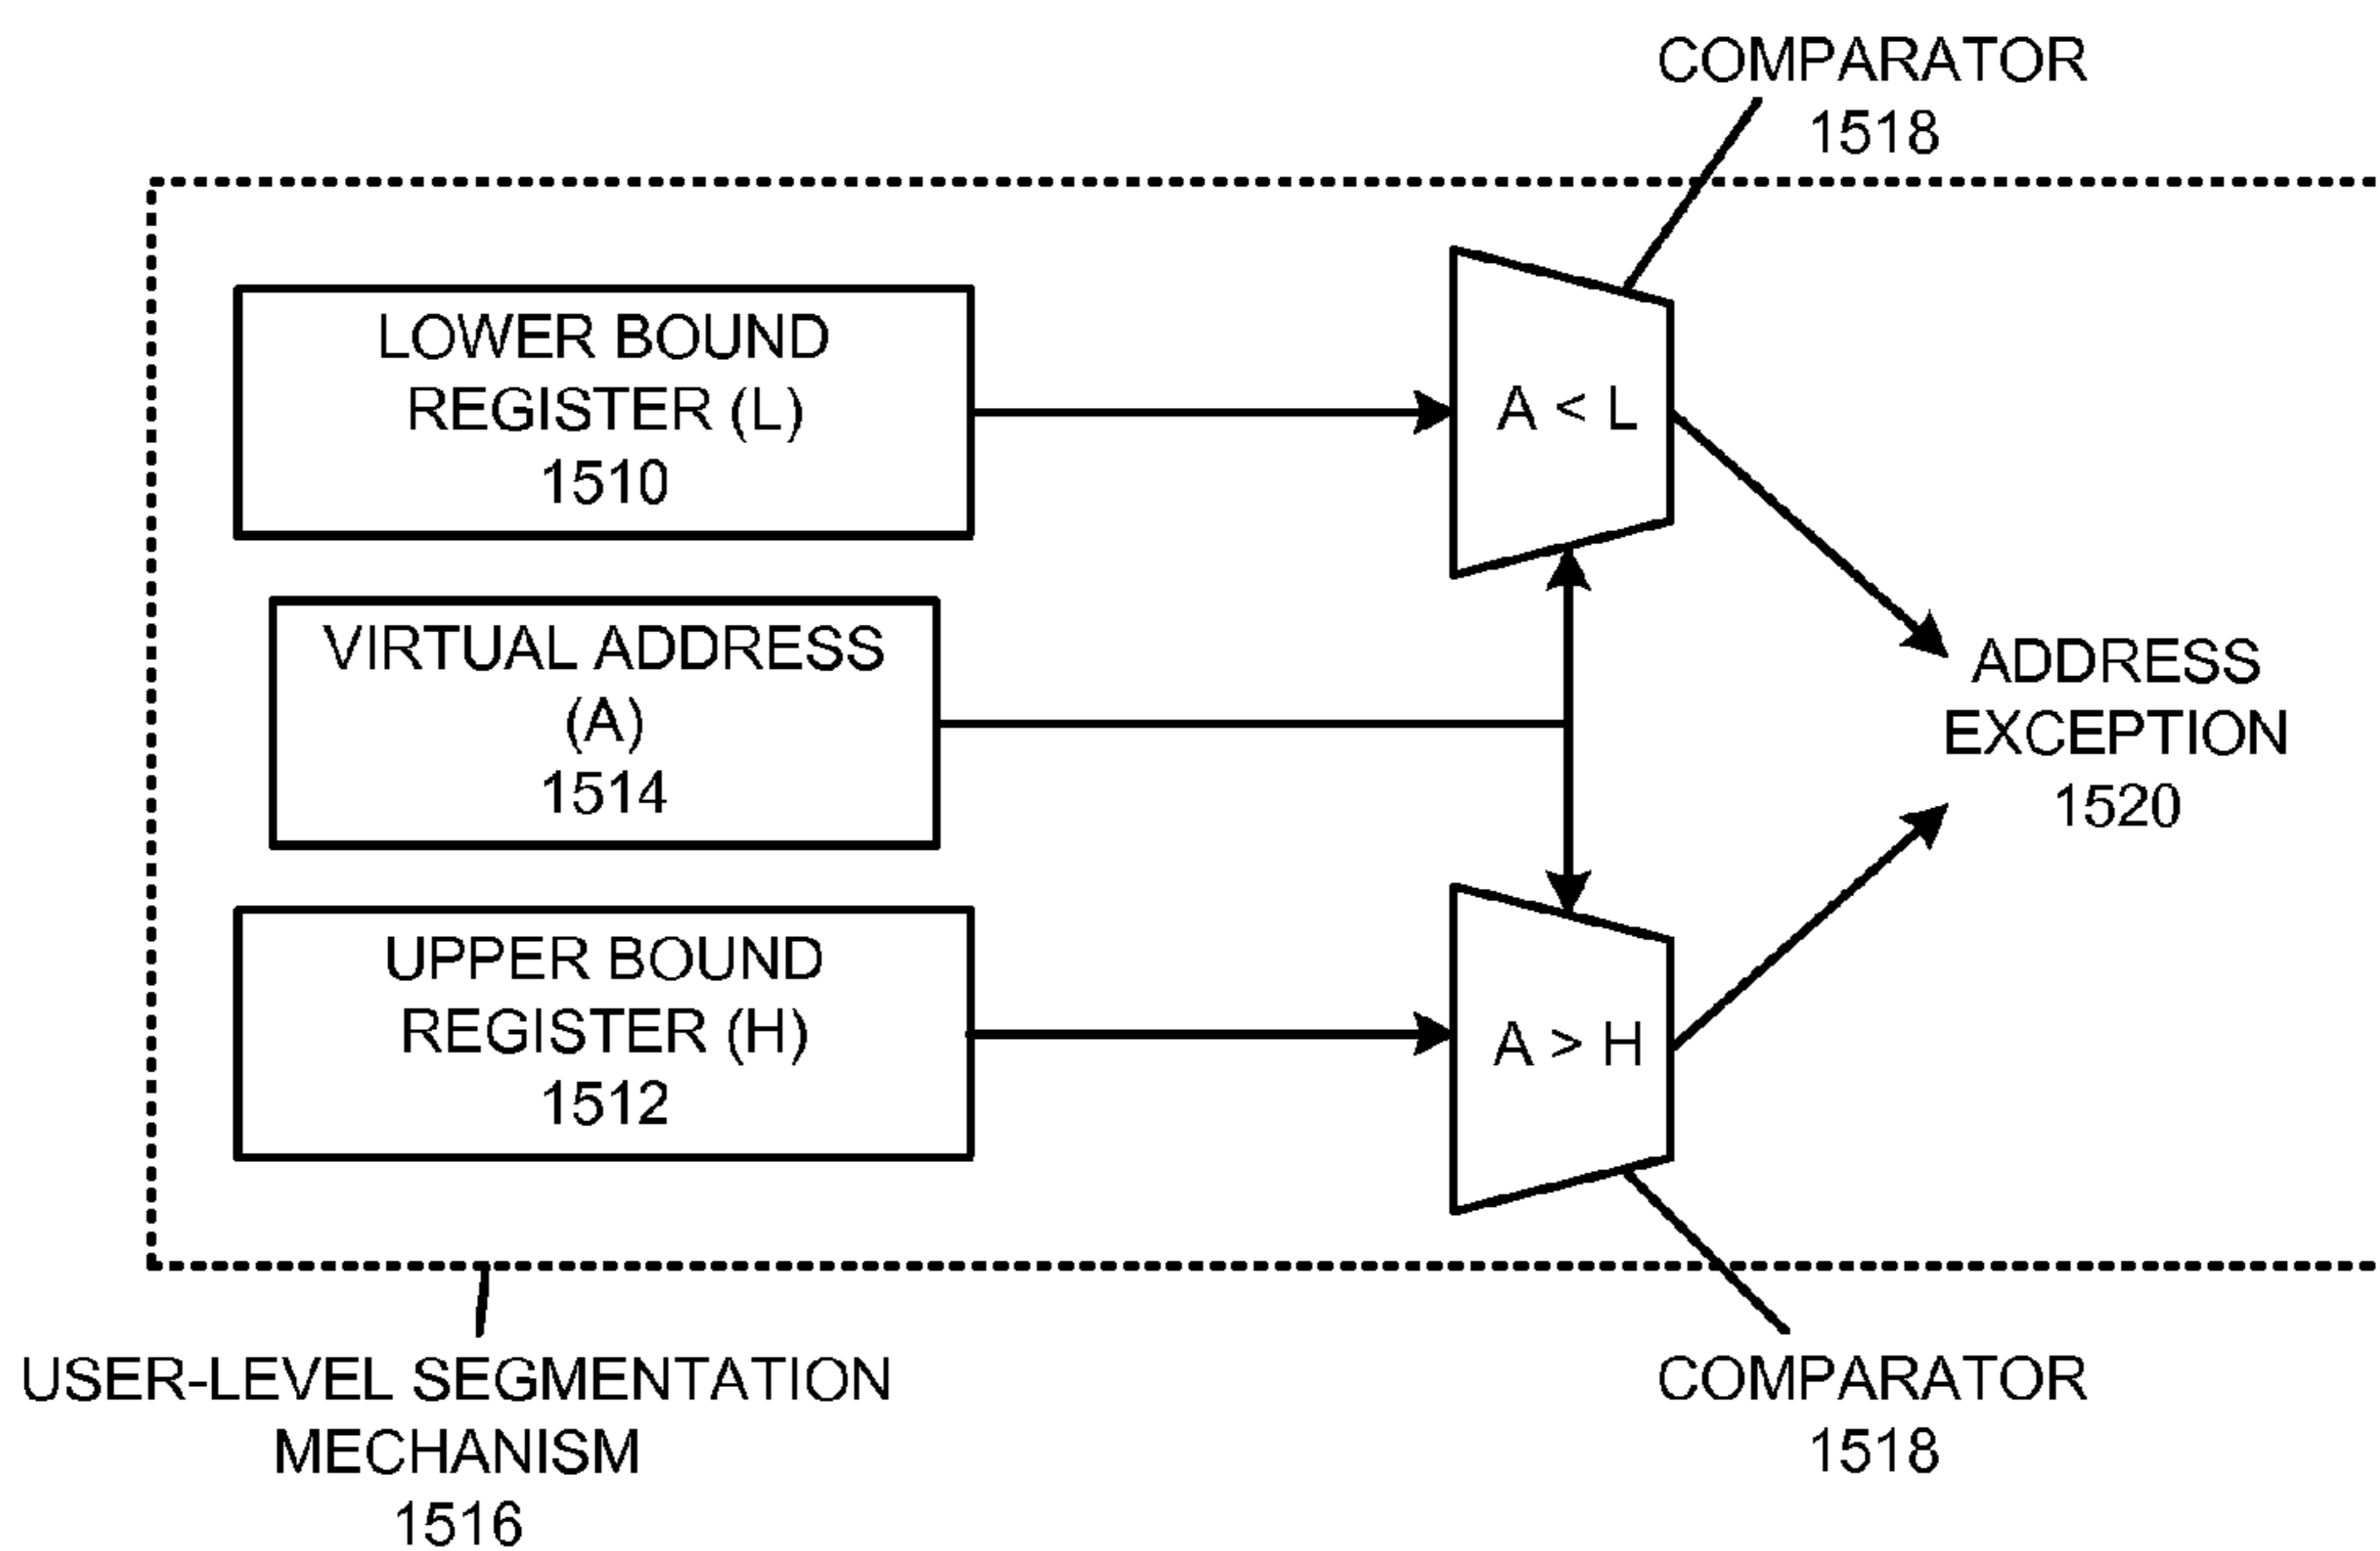 COMPARATOR
1518
LOWER BOUND
REGISTER (L)
1510
A < L
VIRTUAL ADDRESS
(A)
1514
ADDRESS
EXCEPTION
1520
UPPER BOUND
REGISTER (H)
1512
A > H
USER-LEVEL SEGMENTATION
MECHANISM
1516
COMPARATOR
1518